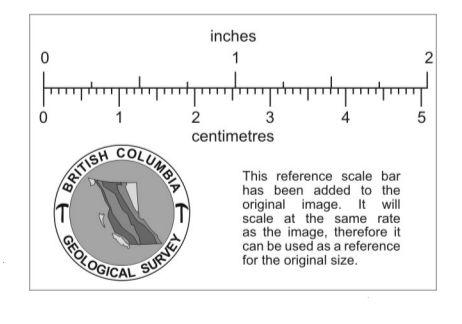 inches
0 1 2
0 1 2 3 4 5
centimetres
BRITISH COLUMBIA
GEOLOGICAL SURVEY
This reference scale bar
has been added to the
original image. It will
scale at the same rate
as the image, therefore it
can be used as a reference
for the original size.